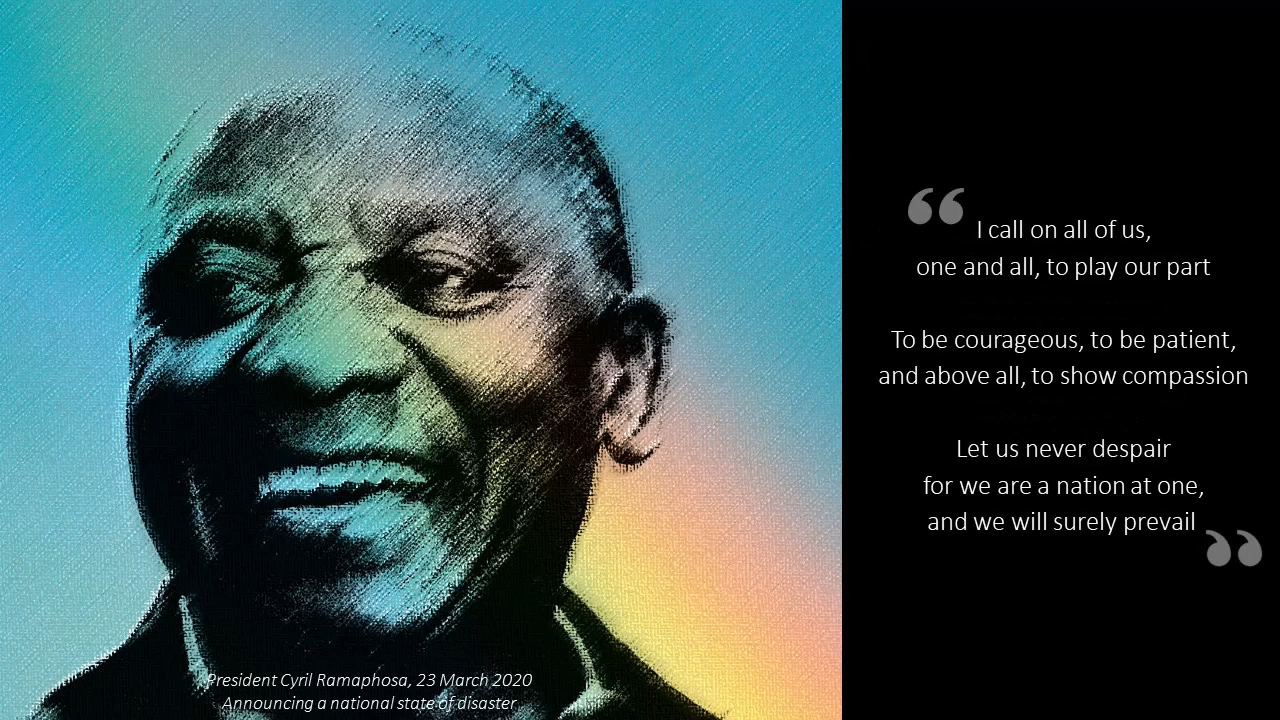 “ I call on all of us,
one and all, to play our part
To be courageous, to be patient,
and above all, to show compassion
Let us never despair
for we are a nation at one,
and we will surely prevail ”
President Cyril Ramaphosa, 23 March 2020
Announcing a national state of disaster